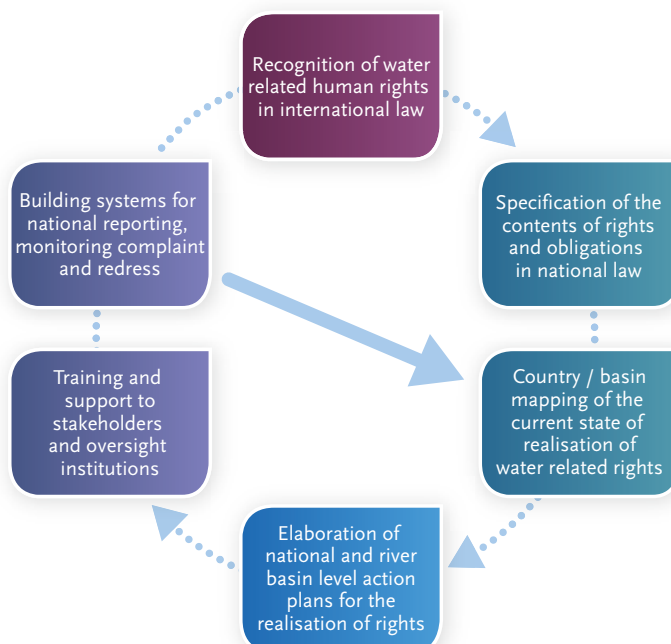 Recognition of water
related human rights
in international law
Specification of the
contents of rights
and obligations
in national law
Country / basin
mapping of the
current state of
realisation of
water related rights
Elaboration of
national and river
basin level action
plans for the
realisation of rights
Training and
support to
stakeholders
and oversight
institutions
Building systems for
national reporting,
monitoring complaint
and redress